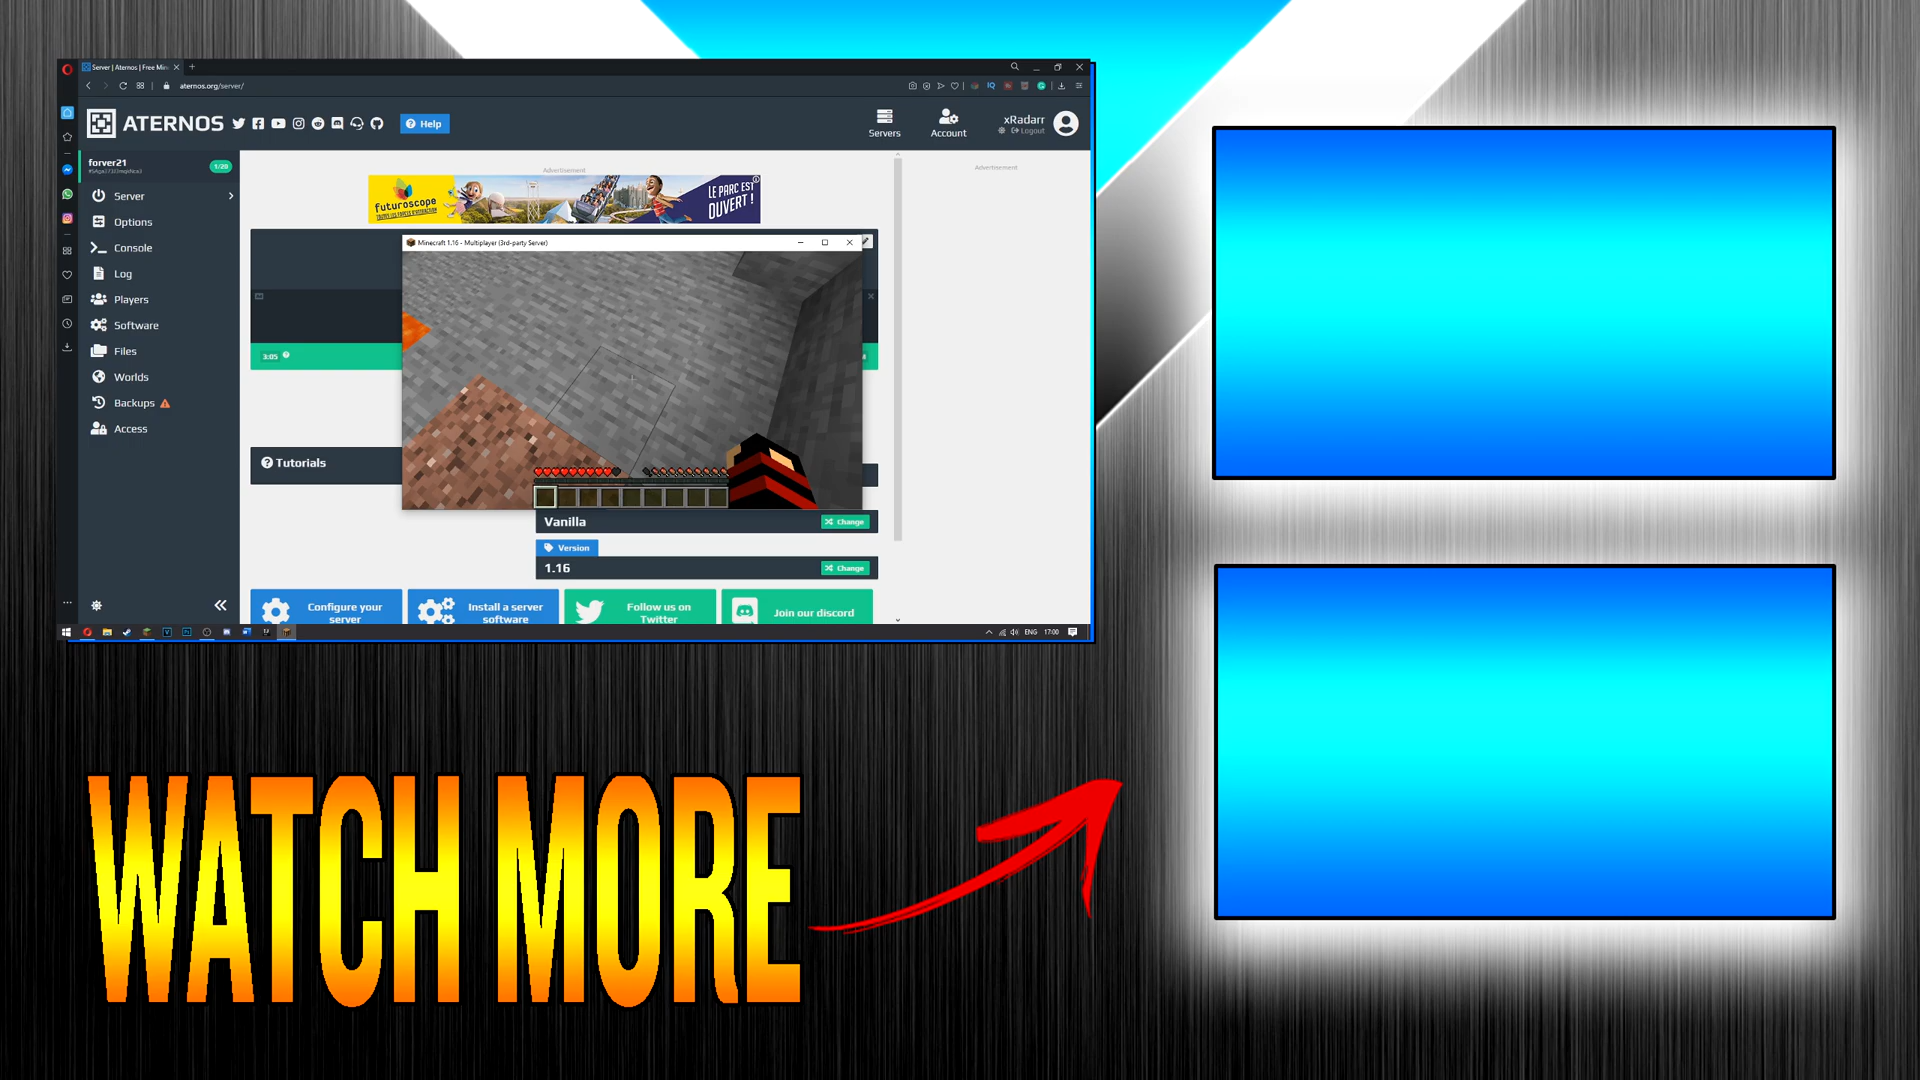 Server | Aternos | Free Min
aternos.org/server/
ATERNOS
Help
Servers
Account
xRadarr
Logout
forver21
1/20
Server
Options
Console
Log
Players
Software
Files
Worlds
Backups
Access
Advertisement
Advertisement
futuroscope
LE PARC EST
OUVERT !
Minecraft 1.16 - Multiplayer (3rd-party Server)
3:05
Tutorials
Vanilla
Change
Version
1.16
Change
Configure your
server
Install a server
software
Follow us on
Twitter
Join our discord
ENG
17:00
WATCH MORE